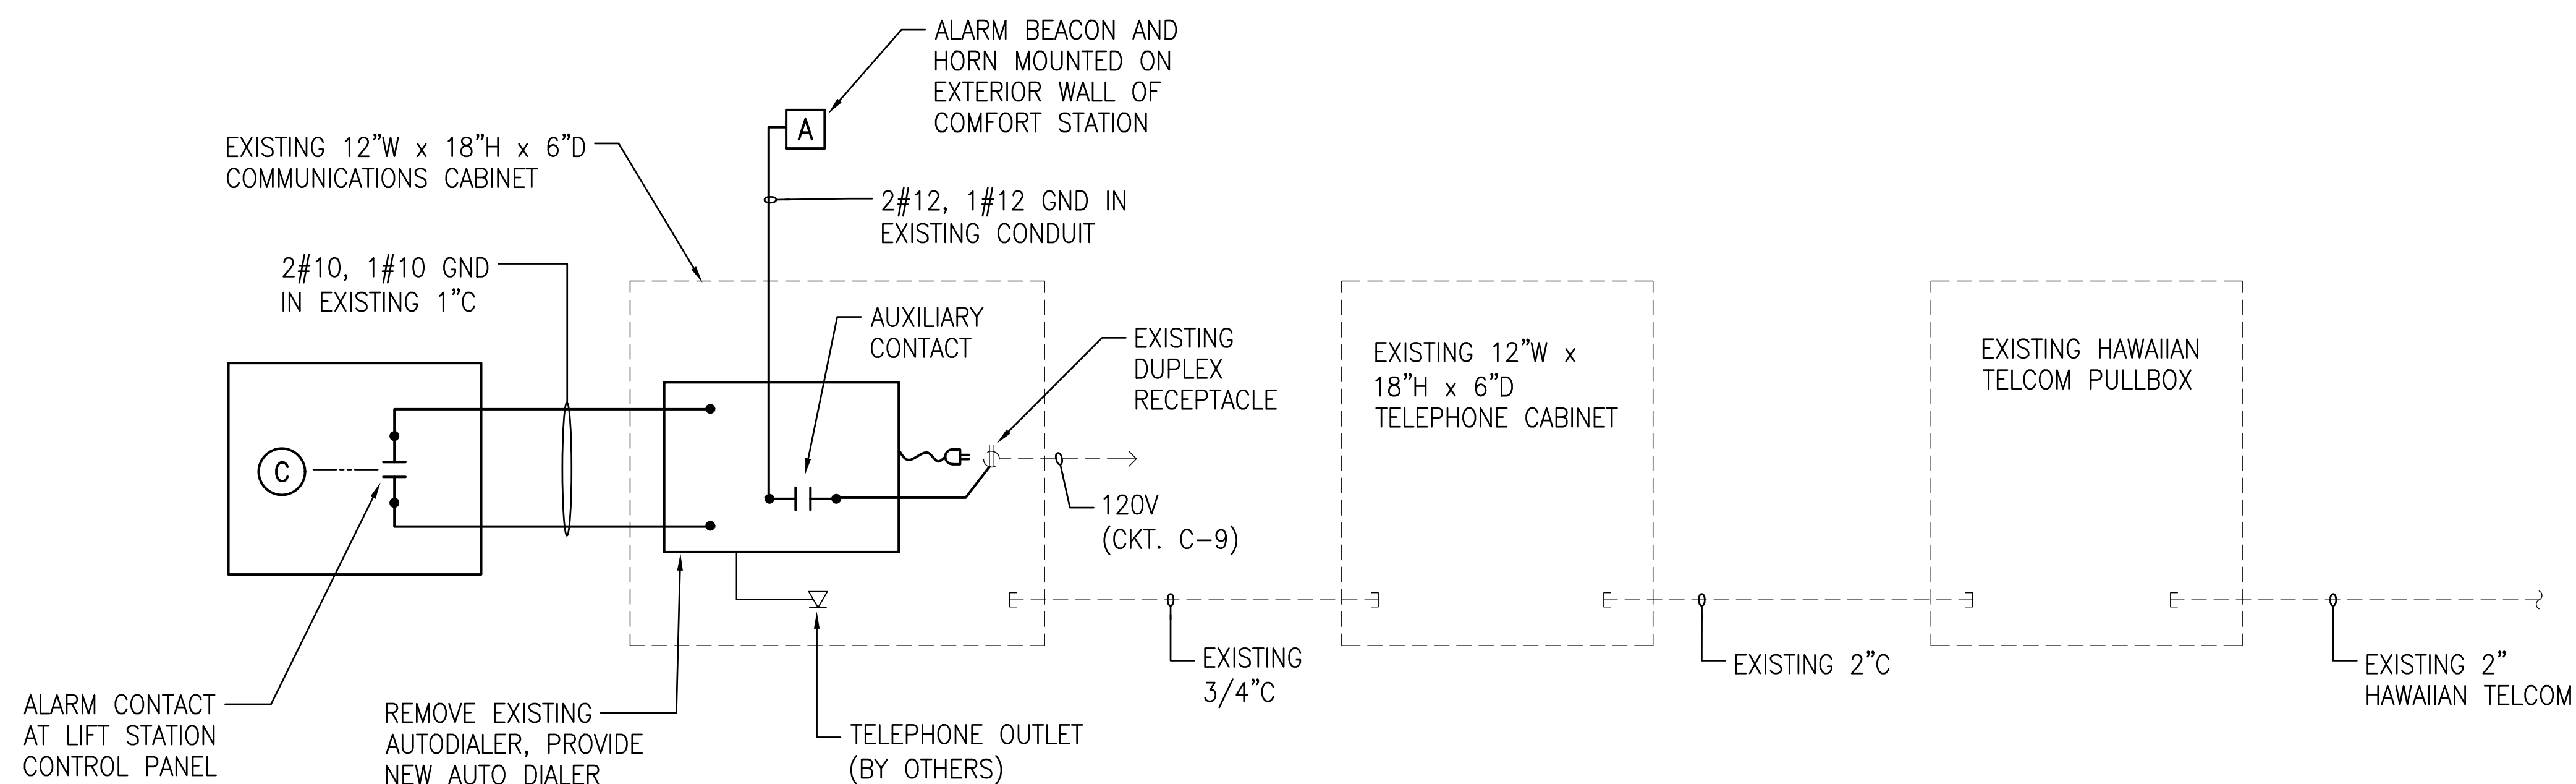 ALARM BEACON AND
HORN MOUNTED ON
EXTERIOR WALL OF
COMFORT STATION
A
EXISTING 12”W x 18”H x 6”D
COMMUNICATIONS CABINET
2#12, 1#12 GND IN
EXISTING CONDUIT
2#10, 1#10 GND
IN EXISTING 1”C
AUXILIARY
CONTACT
EXISTING
DUPLEX
RECEPTACLE
EXISTING 12”W x
18”H x 6”D
TELEPHONE CABINET
EXISTING HAWAIIAN
TELCOM PULLBOX
C
120V
(CKT. C-9)
EXISTING
3/4”C
EXISTING 2”C
EXISTING 2”
HAWAIIAN TELCOM
ALARM CONTACT
AT LIFT STATION
CONTROL PANEL
REMOVE EXISTING
AUTODIALER, PROVIDE
NEW AUTO DIALER
TELEPHONE OUTLET
(BY OTHERS)